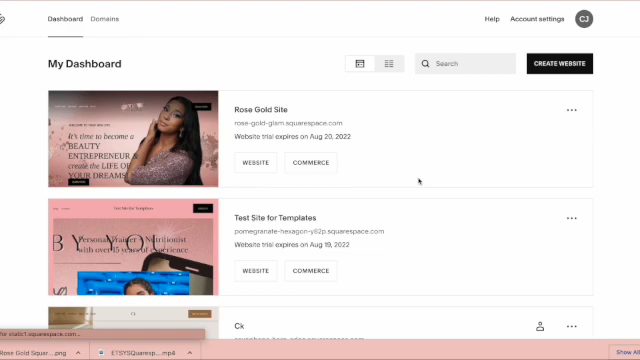 Dashboard Domains
Help Account settings CJ
My Dashboard
Search
CREATE WEBSITE
Rose Gold Site
rose-gold-glam.squarespace.com
Website trial expires on Aug 20, 2022
WEBSITE COMMERCE
It's time to become a
BEAUTY
ENTREPRENEUR &
create the LIFE OF
YOUR DREAMS!
Test Site for Templates
pomegranate-hexagon-y82p.squarespace.com
Website trial expires on Aug 19, 2022
WEBSITE COMMERCE
Test Site for Templates
BY YOU
Personal Trainer Nutritionist
with over 15 years of experience
Ck
for static1.squarespace.com...
Rose Gold Squar....png
ETSYSQuaresp....mp4
Show All